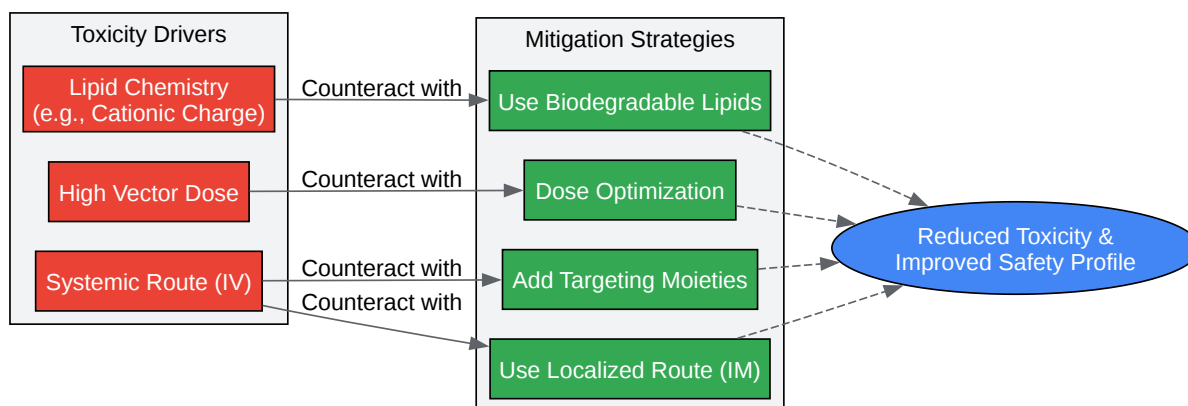 Toxicity Drivers
Lipid Chemistry
(e.g., Cationic Charge)
High Vector Dose
Systemic Route (IV)
Counteract with
Counteract with
Counteract with
Counteract with
Mitigation Strategies
Use Biodegradable Lipids
Dose Optimization
Add Targeting Moieties
Use Localized Route (IM)
Reduced Toxicity &
Improved Safety Profile